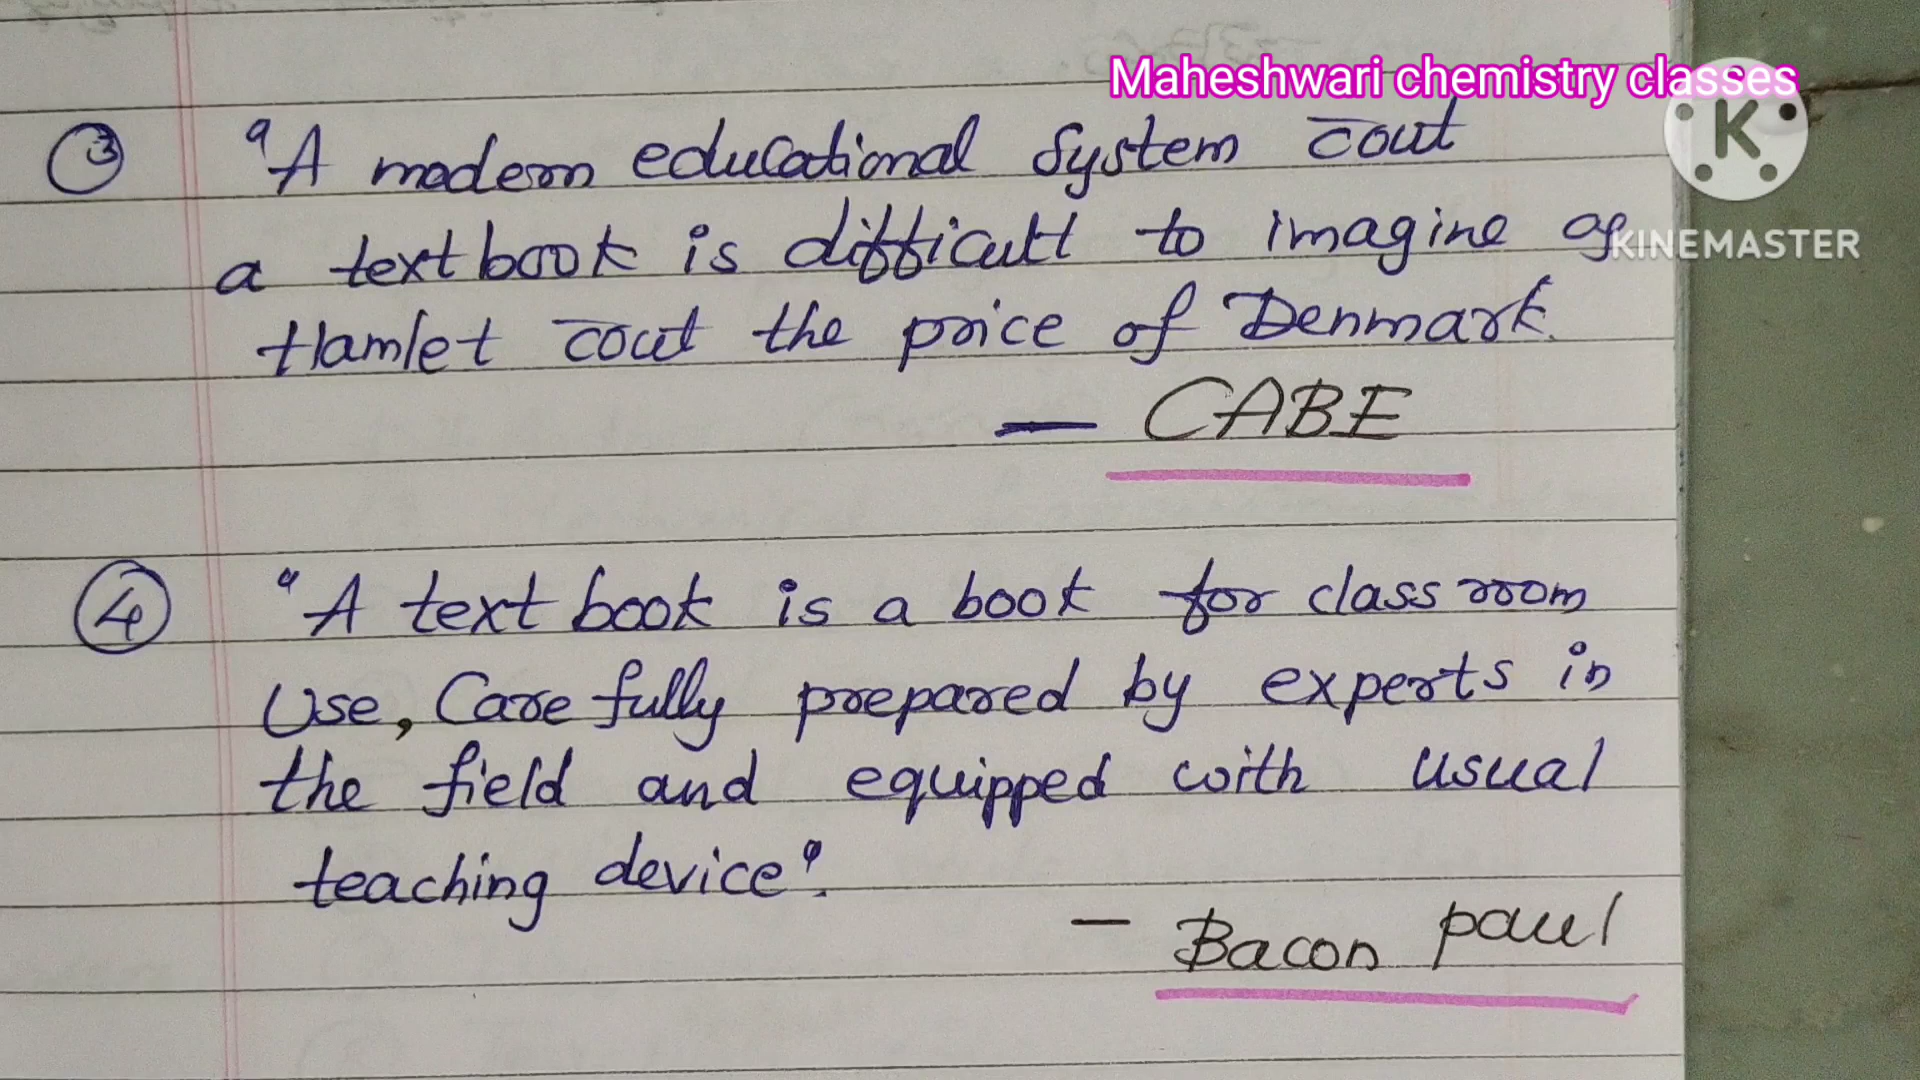 Maheshwari chemistry classes
K
KINEMASTER
③ "A modern educational system c̅out
a textbook is difficult to imagine as
Hamlet c̅out the price of Denmark.
— CABE
④ "A text book is a book for class room
Use, Carefully prepared by experts in
the field and equipped with usual
teaching device".
— Bacon paul